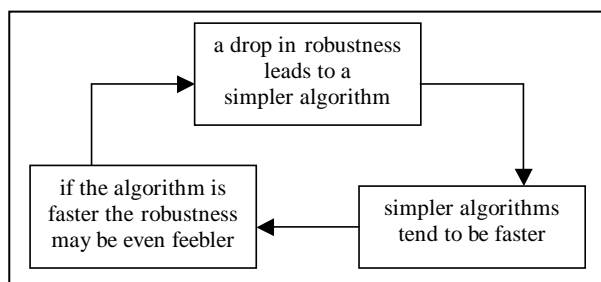 a drop in robustness
leads to a
simpler algorithm
simpler algorithms
tend to be faster
if the algorithm is
faster the robustness
may be even feebler